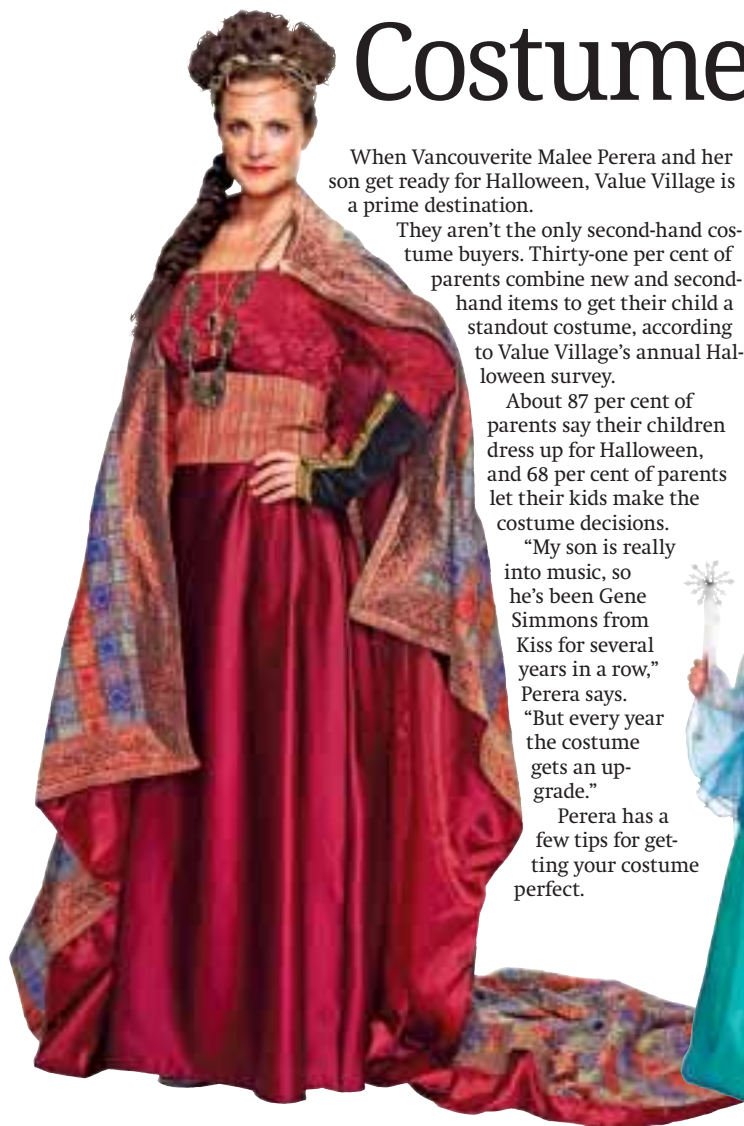 Costume
When Vancouverite Malee Perera and her
son get ready for Halloween, Value Village is
a prime destination.
They aren’t the only second-hand cos-
tume buyers. Thirty-one per cent of
parents combine new and second-
hand items to get their child a
standout costume, according
to Value Village’s annual Hal-
loween survey.
About 87 per cent of
parents say their children
dress up for Halloween,
and 68 per cent of parents
let their kids make the
costume decisions.
“My son is really
into music, so
he’s been Gene
Simmons from
Kiss for several
years in a row,”
Perera says.
“But every year
the costume
gets an up-
grade.”
Perera has a
few tips for get-
ting your costume
perfect.